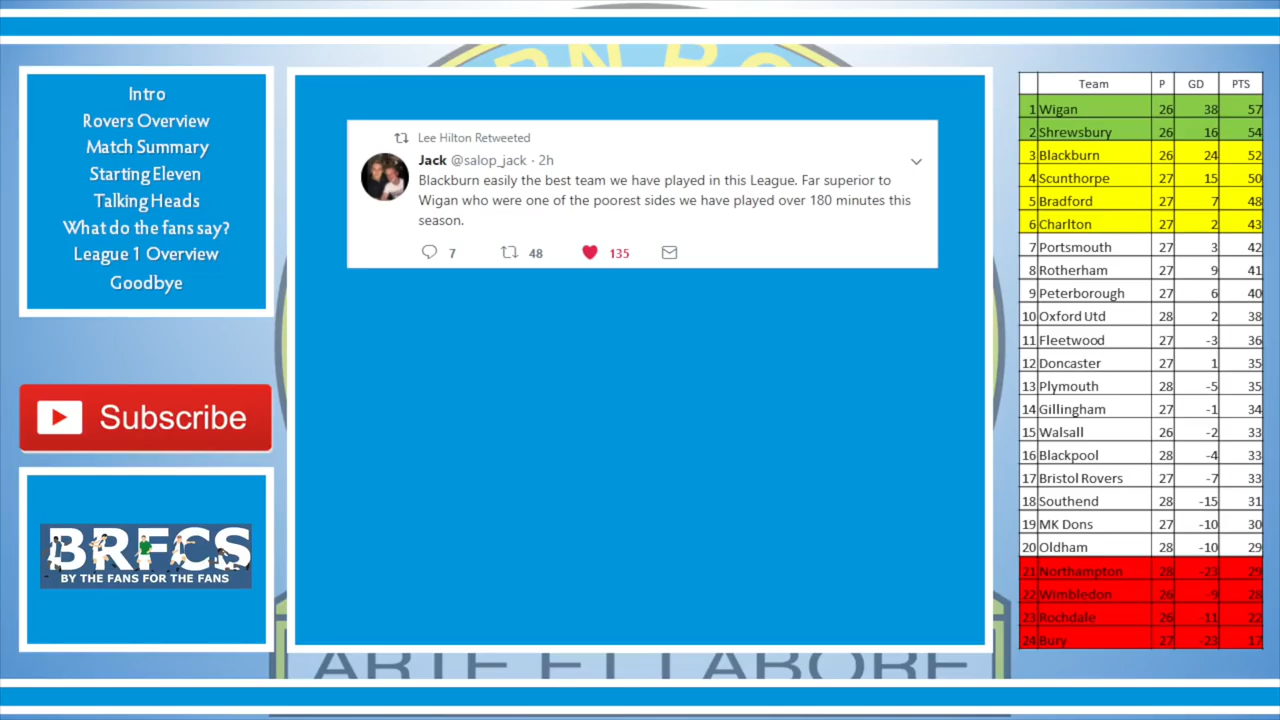 RN RO
Intro
Rovers Overview
Match Summary
Starting Eleven
Talking Heads
What do the fans say?
League 1 Overview
Goodbye
Subscribe
BRFCS
BY THE FANS FOR THE FANS
Lee Hilton Retweeted
Jack @salop_jack · 2h
Blackburn easily the best team we have played in this League. Far superior to
Wigan who were one of the poorest sides we have played over 180 minutes this
season.
7 48 135
Team P GD PTS
1 Wigan 26 38 57
2 Shrewsbury 26 16 54
3 Blackburn 26 24 52
4 Scunthorpe 27 15 50
5 Bradford 27 7 48
6 Charlton 27 2 43
7 Portsmouth 27 3 42
8 Rotherham 27 9 41
9 Peterborough 27 6 40
10 Oxford Utd 28 2 38
11 Fleetwood 27 -3 36
12 Doncaster 27 1 35
13 Plymouth 28 -5 35
14 Gillingham 27 -1 34
15 Walsall 26 -2 33
16 Blackpool 28 -4 33
17 Bristol Rovers 27 -7 33
18 Southend 28 -15 31
19 MK Dons 27 -10 30
20 Oldham 28 -10 29
21 Northampton 28 -23 29
22 Wimbledon 26 -9 28
23 Rochdale 26 11 22
24 Bury 27 -23 17
ARTE ET LABORE